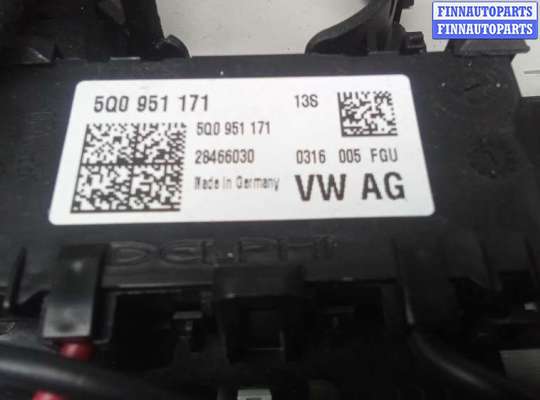 FINNAUTOPARTS
FINNAUTOPARTS
5Q0 951 171
13S
5Q0 951 171
28466030
0316 005 FGU
Made in Germany
VW AG
DELPHI